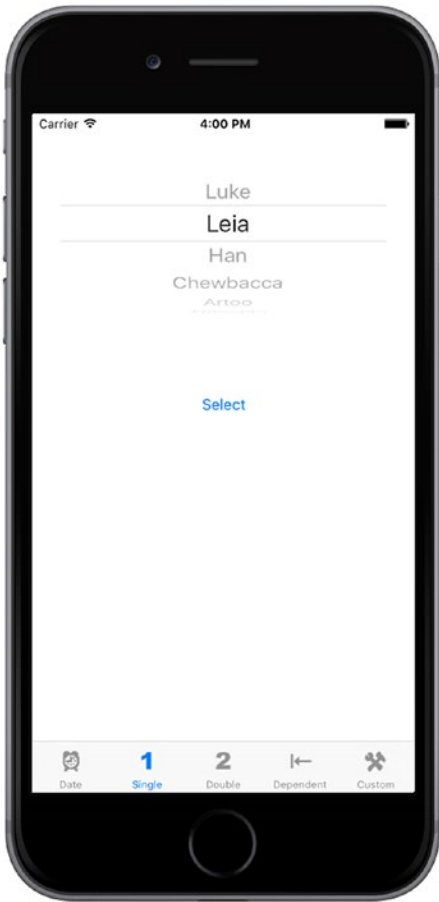 Carrier 4:00 PM
Luke
Leia
Han
Chewbacca
Artoo
Select
1 2
Date Single Double Dependent Custom